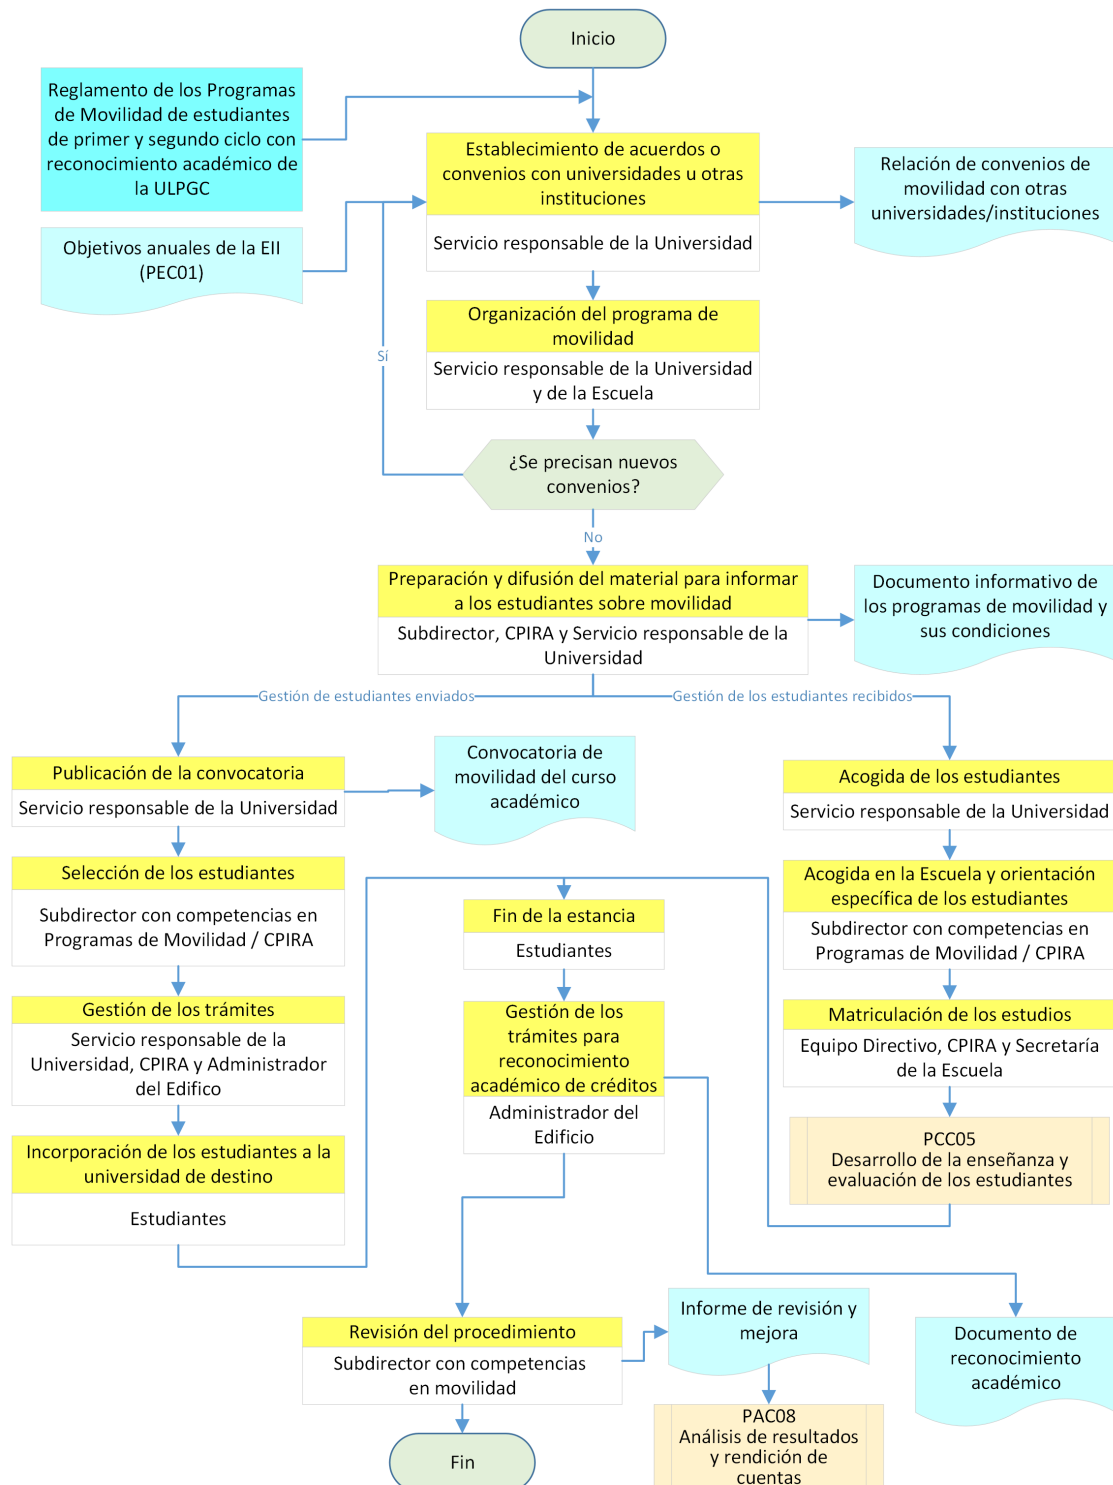 Inicio
Reglamento de los Programas
de Movilidad de estudiantes
de primer y segundo ciclo con
reconocimiento académico de
la ULPGC
Establecimiento de acuerdos o
convenios con universidades u otras
instituciones
Servicio responsable de la Universidad
Relación de convenios de
movilidad con otras
universidades/instituciones
Objetivos anuales de la EII
(PEC01)
Organización del programa de
movilidad
Servicio responsable de la Universidad
y de la Escuela
Sí
¿Se precisan nuevos
convenios?
No
Preparación y difusión del material para informar
a los estudiantes sobre movilidad
Subdirector, CPIRA y Servicio responsable de la
Universidad
Documento informativo de
los programas de movilidad y
sus condiciones
Gestión de estudiantes enviados
Gestión de los estudiantes recibidos
Publicación de la convocatoria
Servicio responsable de la Universidad
Convocatoria de
movilidad del curso
académico
Acogida de los estudiantes
Servicio responsable de la Universidad
Selección de los estudiantes
Subdirector con competencias en
Programas de Movilidad / CPIRA
Fin de la estancia
Estudiantes
Acogida en la Escuela y orientación
específica de los estudiantes
Subdirector con competencias en
Programas de Movilidad / CPIRA
Gestión de los trámites
Servicio responsable de la
Universidad, CPIRA y Administrador
del Edifico
Gestión de los
trámites para
reconocimiento
académico de créditos
Administrador del
Edificio
Matriculación de los estudios
Equipo Directivo, CPIRA y Secretaría
de la Escuela
Incorporación de los estudiantes a la
universidad de destino
Estudiantes
PCC05
Desarrollo de la enseñanza y
evaluación de los estudiantes
Revisión del procedimiento
Subdirector con competencias
en movilidad
Informe de revisión y
mejora
Documento de
reconocimiento
académico
Fin
PAC08
Análisis de resultados
y rendición de
cuentas